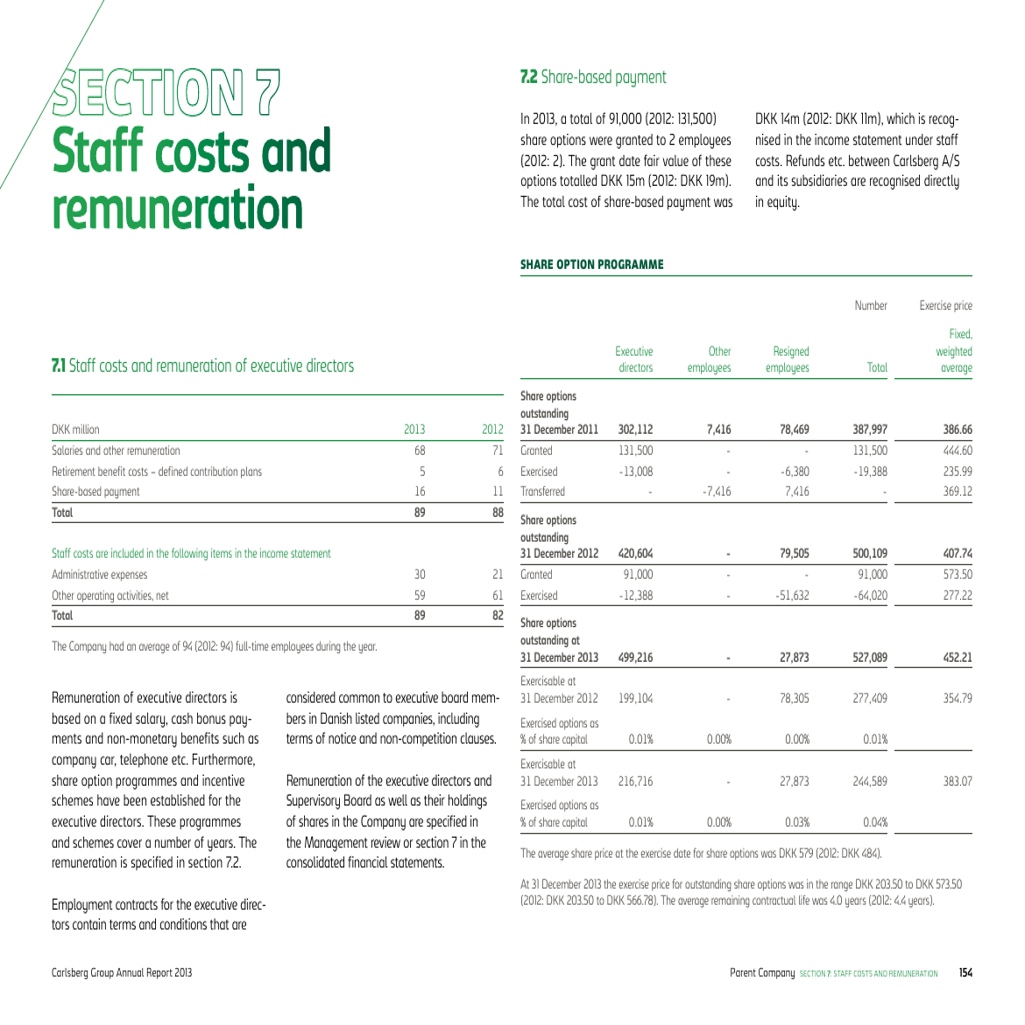 SECTION 7
Staff costs and
remuneration
7.1 Staff costs and remuneration of executive directors
DKK million 2013 2012
Salaries and other remuneration 68 71
Retirement benefit costs – defined contribution plans 5 6
Share-based payment 16 11
Total 89 88
Staff costs are included in the following items in the income statement
Administrative expenses 30 21
Other operating activities, net 59 61
Total 89 82
The Company had an average of 94 (2012: 94) full-time employees during the year.
Remuneration of executive directors is
based on a fixed salary, cash bonus pay-
ments and non-monetary benefits such as
company car, telephone etc. Furthermore,
share option programmes and incentive
schemes have been established for the
executive directors. These programmes
and schemes cover a number of years. The
remuneration is specified in section 7.2.
Employment contracts for the executive direc-
tors contain terms and conditions that are
considered common to executive board mem-
bers in Danish listed companies, including
terms of notice and non-competition clauses.
Remuneration of the executive directors and
Supervisory Board as well as their holdings
of shares in the Company are specified in
the Management review or section 7 in the
consolidated financial statements.
7.2 Share-based payment
In 2013, a total of 91,000 (2012: 131,500)
share options were granted to 2 employees
(2012: 2). The grant date fair value of these
options totalled DKK 15m (2012: DKK 19m).
The total cost of share-based payment was
DKK 14m (2012: DKK 11m), which is recog-
nised in the income statement under staff
costs. Refunds etc. between Carlsberg A/S
and its subsidiaries are recognised directly
in equity.
SHARE OPTION PROGRAMME
Number Exercise price
Fixed,
Executive Other Resigned weighted
directors employees employees Total average
Share options
outstanding
31 December 2011 302,112 7,416 78,469 387,997 386.66
Granted 131,500 - - 131,500 444.60
Exercised -13,008 - -6,380 -19,388 235.99
Transferred - -7,416 7,416 - 369.12
Share options
outstanding
31 December 2012 420,604 - 79,505 500,109 407.74
Granted 91,000 - - 91,000 573.50
Exercised -12,388 - -51,632 -64,020 277.22
Share options
outstanding at
31 December 2013 499,216 - 27,873 527,089 452.21
Exercisable at
31 December 2012 199,104 - 78,305 277,409 354.79
Exercised options as
% of share capital 0.01% 0.00% 0.00% 0.01%
Exercisable at
31 December 2013 216,716 - 27,873 244,589 383.07
Exercised options as
% of share capital 0.01% 0.00% 0.03% 0.04%
The average share price at the exercise date for share options was DKK 579 (2012: DKK 484).
At 31 December 2013 the exercise price for outstanding share options was in the range DKK 203.50 to DKK 573.50
(2012: DKK 203.50 to DKK 566.78). The average remaining contractual life was 4.0 years (2012: 4.4 years).
Carlsberg Group Annual Report 2013
Parent Company SECTION 7: STAFF COSTS AND REMUNERATION 154